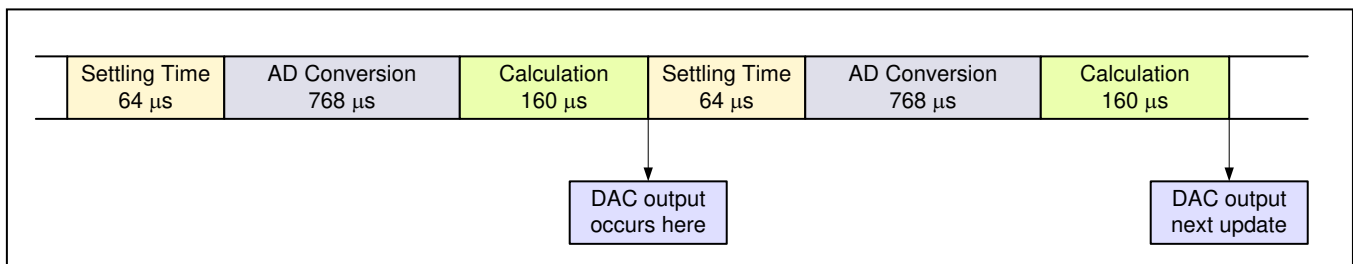 Settling Time
64 μs
AD Conversion
768 μs
Calculation
160 μs
Settling Time
64 μs
AD Conversion
768 μs
Calculation
160 μs
DAC output
occurs here
DAC output
next update